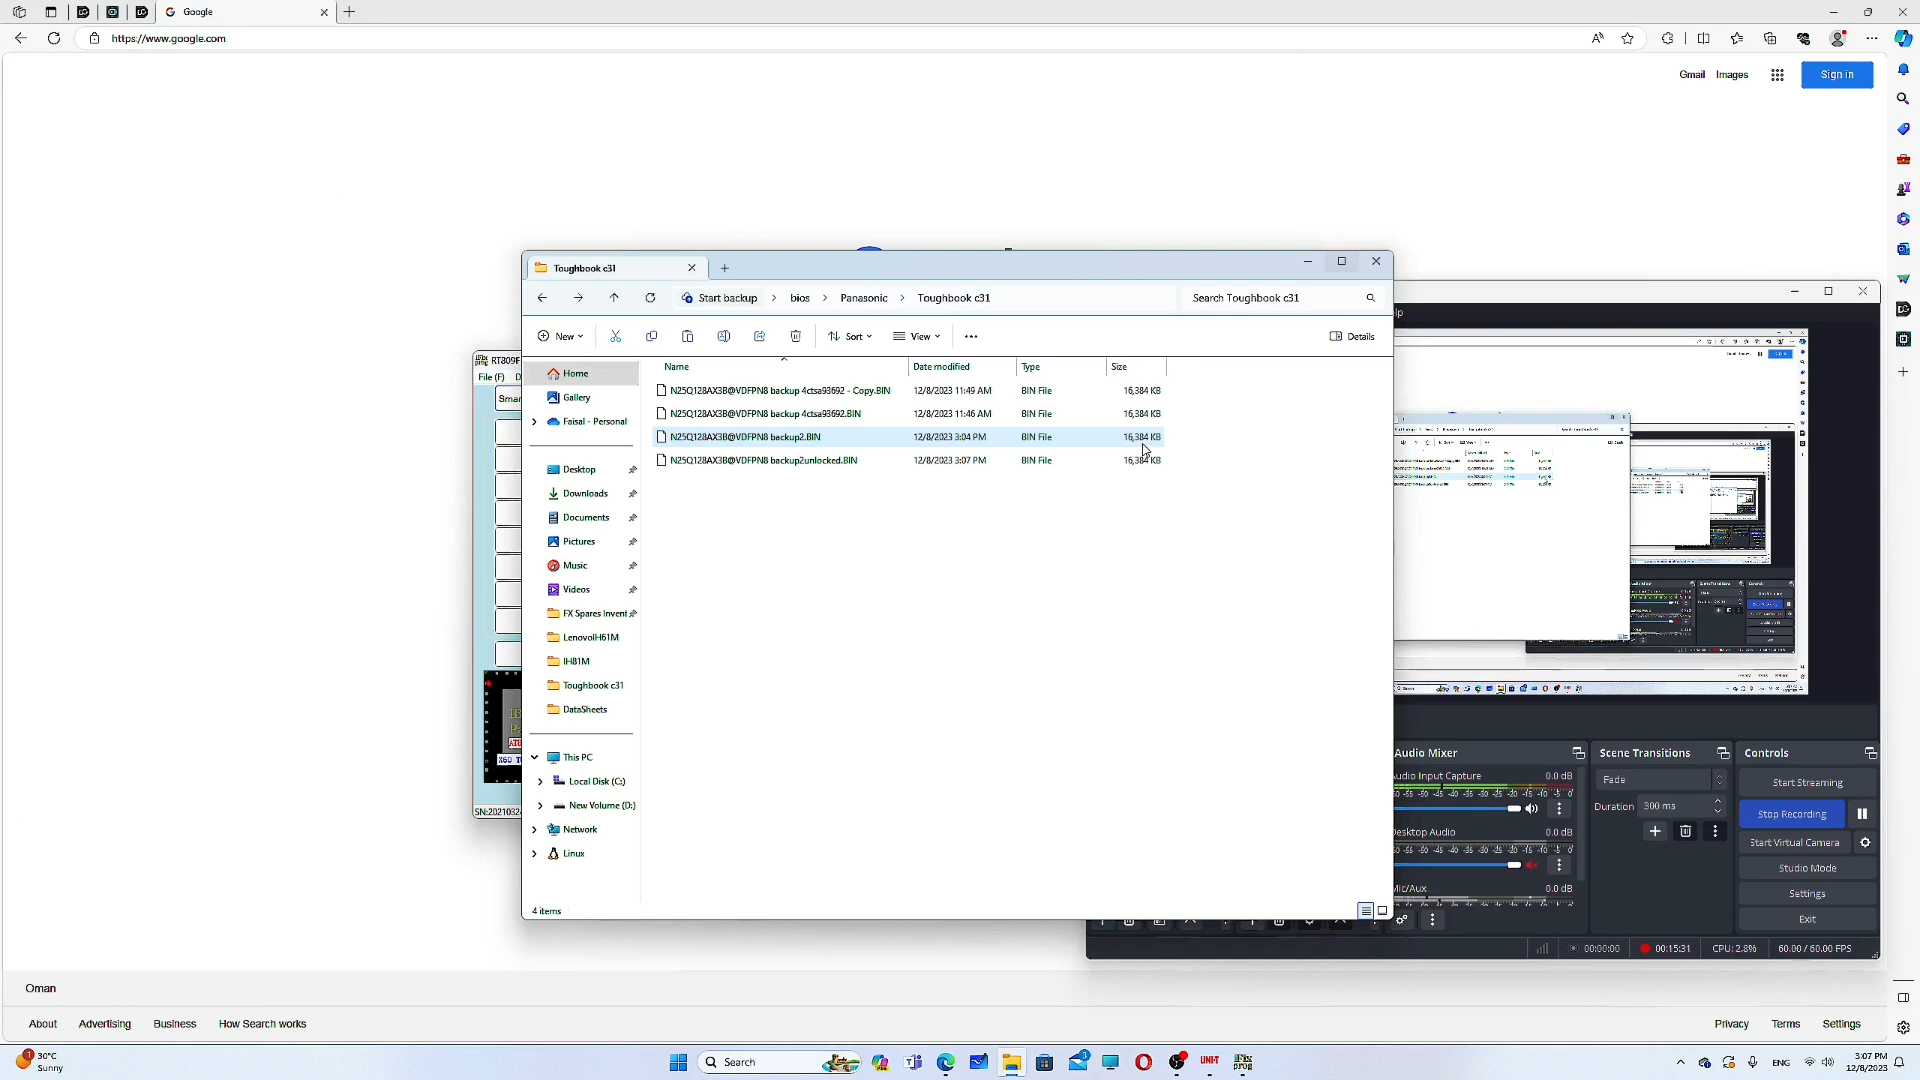 Google
https://www.google.com
Gmail Images Sign in
Toughbook c31
Start backup > bios > Panasonic > Toughbook c31
Search Toughbook c31
New Sort View Details
Name Date modified Type Size
N25Q128AX3B@VDFPN8 backup 4ctsa93692 - Copy.BIN 12/8/2023 11:49 AM BIN File 16,384 KB
N25Q128AX3B@VDFPN8 backup 4ctsa93692.BIN 12/8/2023 11:46 AM BIN File 16,384 KB
N25Q128AX3B@VDFPN8 backup2.BIN 12/8/2023 3:04 PM BIN File 16,384 KB
N25Q128AX3B@VDFPN8 backup2unlocked.BIN 12/8/2023 3:07 PM BIN File 16,384 KB
Home
Gallery
Faisal - Personal
Desktop
Downloads
Documents
Pictures
Music
Videos
FX Spares Invent
LenovoIH61M
IH81M
Toughbook c31
DataSheets
This PC
Local Disk (C:)
New Volume (D:)
Network
Linux
4 items
RT809F
File (F)
Audio Mixer Scene Transitions Controls
Audio Input Capture 0.0 dB
Fade
Start Streaming
Duration 300 ms
Stop Recording
Desktop Audio 0.0 dB
Start Virtual Camera
Studio Mode
Mic/Aux 0.0 dB
Settings
Exit
00:00:00 00:15:31 CPU: 2.8% 60.00 / 60.00 FPS
Oman
About Advertising Business How Search works
Privacy Terms Settings
30°C
Sunny
Search
ENG
3:07 PM
12/8/2023